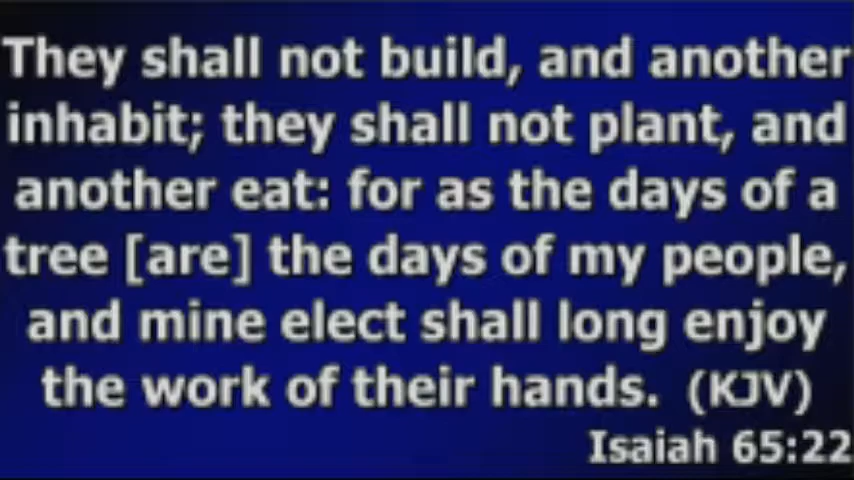 They shall not build, and another
inhabit; they shall not plant, and
another eat: for as the days of a
tree [are] the days of my people,
and mine elect shall long enjoy
the work of their hands. (KJV)
Isaiah 65:22